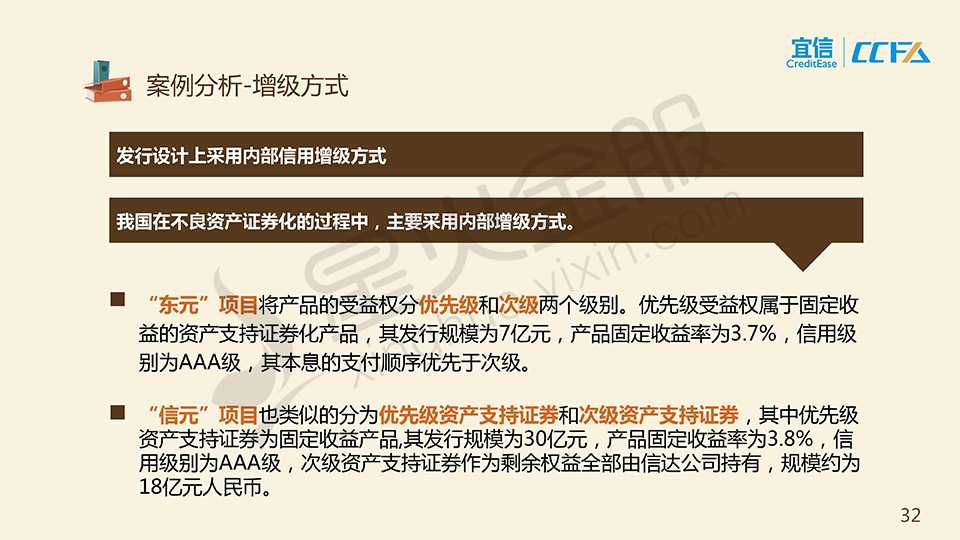 宜信
CreditEase
CCFA
案例分析-增级方式
发行设计上采用内部信用增级方式
我国在不良资产证券化的过程中，主要采用内部增级方式。
“东元”项目将产品的受益权分优先级和次级两个级别。优先级受益权属于固定收
益的资产支持证券化产品，其发行规模为7亿元，产品固定收益率为3.7%，信用级
别为AAA级，其本息的支付顺序优先于次级。
“信元”项目也类似的分为优先级资产支持证券和次级资产支持证券，其中优先级
资产支持证券为固定收益产品,其发行规模为30亿元，产品固定收益率为3.8%，信
用级别为AAA级，次级资产支持证券作为剩余权益全部由信达公司持有，规模约为
18亿元人民币。
星火金服
xinghuo.yixin.com
32